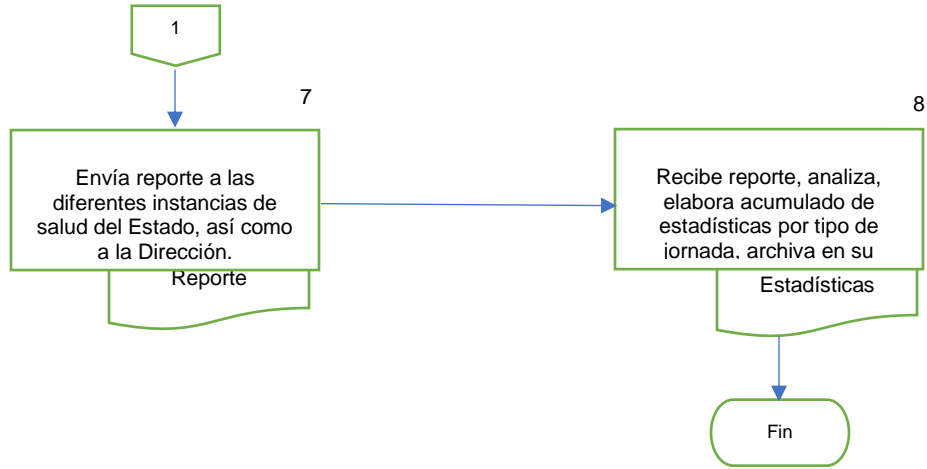 1
7
Envía reporte a las
diferentes instancias de
salud del Estado, así como
a la Dirección.
Reporte
8
Recibe reporte, analiza,
elabora acumulado de
estadísticas por tipo de
jornada, archiva en su
Estadísticas
Fin